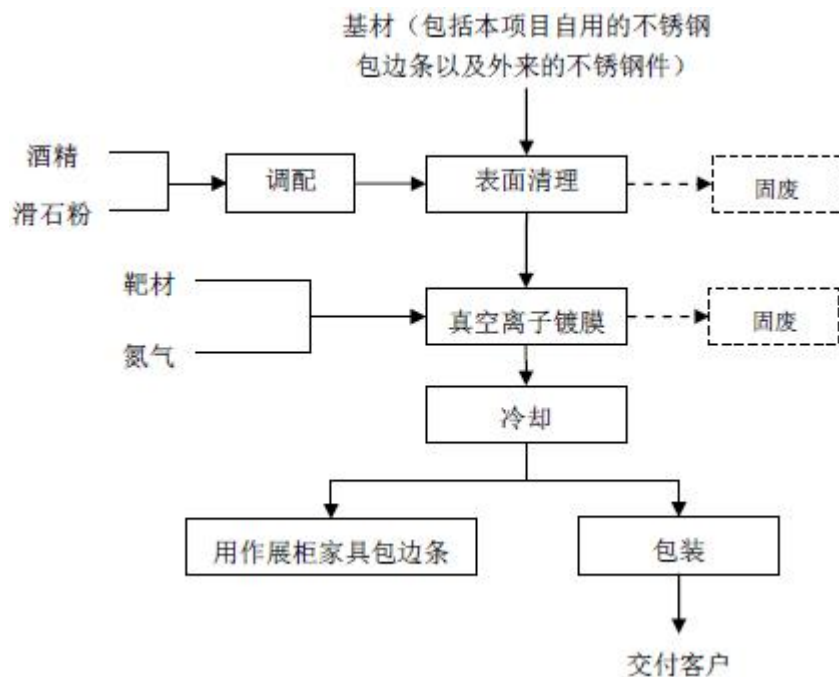 基材（包括本项目自用的不锈钢
包边条以及外来的不锈钢件）
酒精
滑石粉
调配
表面清理
固废
靶材
氮气
真空离子镀膜
固废
冷却
用作展柜家具包边条
包装
交付客户